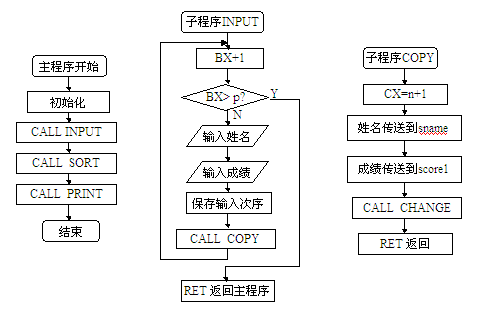 主程序开始
初始化
CALL INPUT
CALL SORT
CALL PRINT
结束
子程序INPUT
BX+1
BX> p?
Y
N
输入姓名
输入成绩
保存输入次序
CALL COPY
RET 返回主程序
子程序COPY
CX=n+1
姓名传送到sname
成绩传送到score1
CALL CHANGE
RET 返回